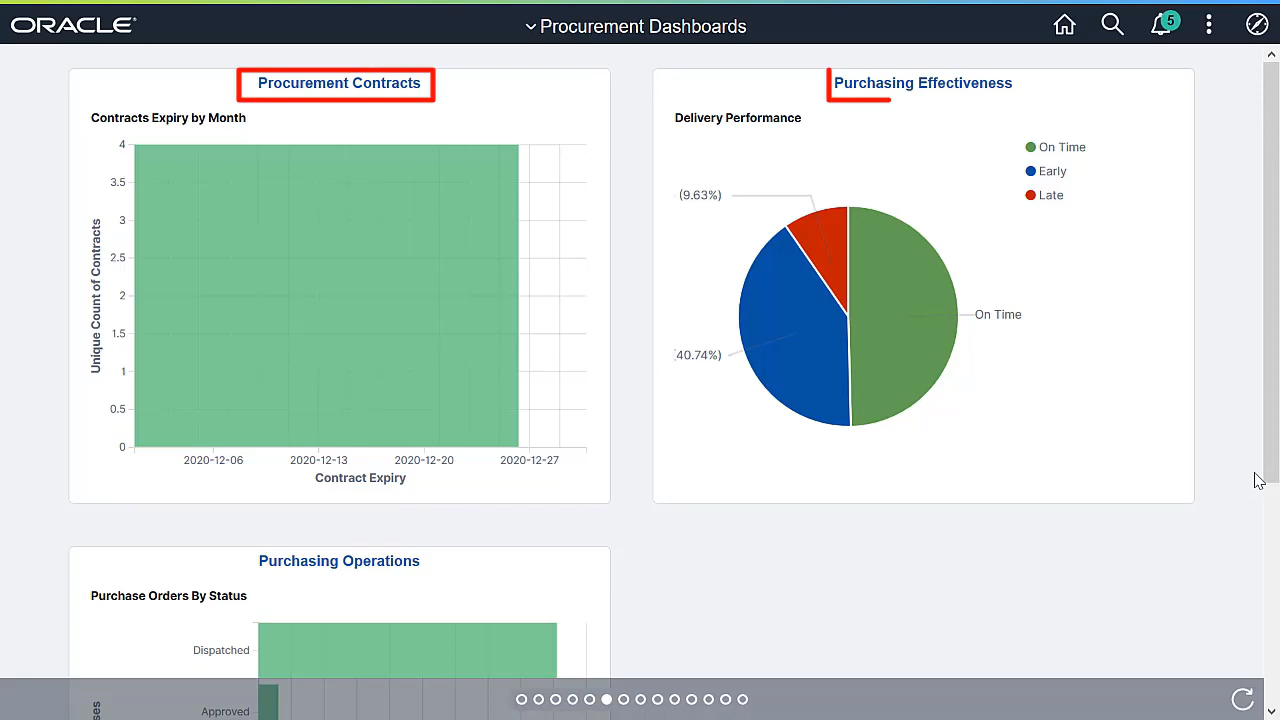 ORACLE
Procurement Dashboards
5
Procurement Contracts
Contracts Expiry by Month
4
3.5
3
2.5
2
1.5
1
0.5
0
Unique Count of Contracts
2020-12-06 2020-12-13 2020-12-20 2020-12-27
Contract Expiry
Purchasing Effectiveness
Delivery Performance
On Time
Early
Late
(9.63%)
On Time
(40.74%)
Purchasing Operations
Purchase Orders By Status
Dispatched
Approved